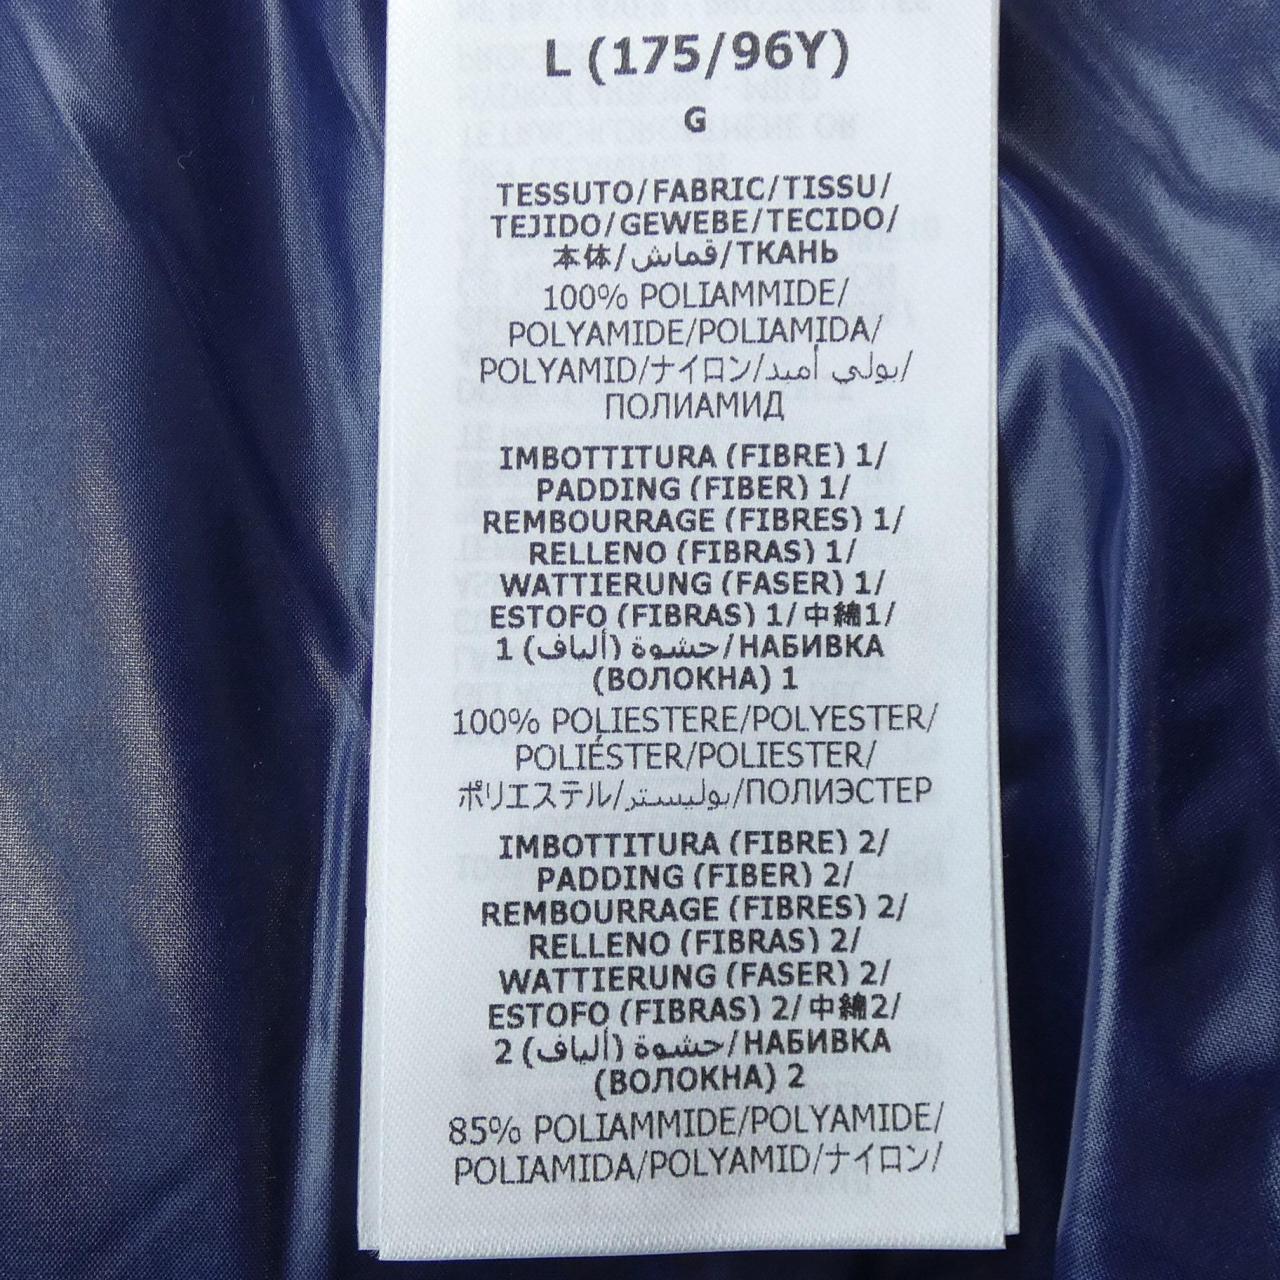 L (175/96Y)
G
TESSUTO/FABRIC/TISSU/
TEJIDO/GEWEBE/TECIDO/
本体/قماش/ТКАНЬ
100% POLIAMMIDE/
POLYAMIDE/POLIAMIDA/
POLYAMID/ナイロン/بولي أميد/
ПОЛИАМИД
IMBOTTITURA (FIBRE) 1/
PADDING (FIBER) 1/
REMBOURRAGE (FIBRES) 1/
RELLENO (FIBRAS) 1/
WATTIERUNG (FASER) 1/
ESTOFO (FIBRAS) 1/中綿1/
حشوة (ألياف) 1/НАБИВКА
(ВОЛОКНА) 1
100% POLIESTERE/POLYESTER/
POLIÉSTER/POLIESTER/
ポリエステル/بوليستر/ПОЛИЭСТЕР
IMBOTTITURA (FIBRE) 2/
PADDING (FIBER) 2/
REMBOURRAGE (FIBRES) 2/
RELLENO (FIBRAS) 2/
WATTIERUNG (FASER) 2/
ESTOFO (FIBRAS) 2/中綿2/
حشوة (ألياف) 2/НАБИВКА
(ВОЛОКНА) 2
85% POLIAMMIDE/POLYAMIDE/
POLIAMIDA/POLYAMID/ナイロン/